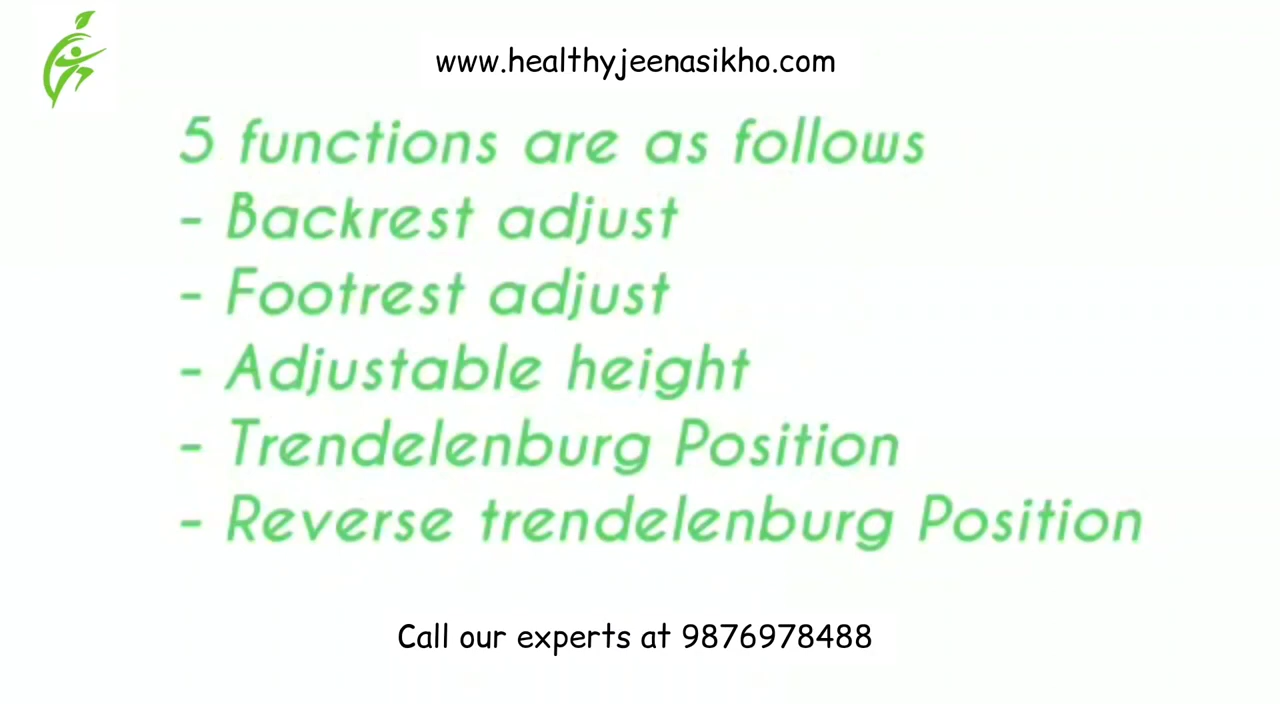 www.healthyjeenasikho.com
5 functions are as follows
- Backrest adjust
- Footrest adjust
- Adjustable height
- Trendelenburg Position
- Reverse trendelenburg Position
Call our experts at 9876978488